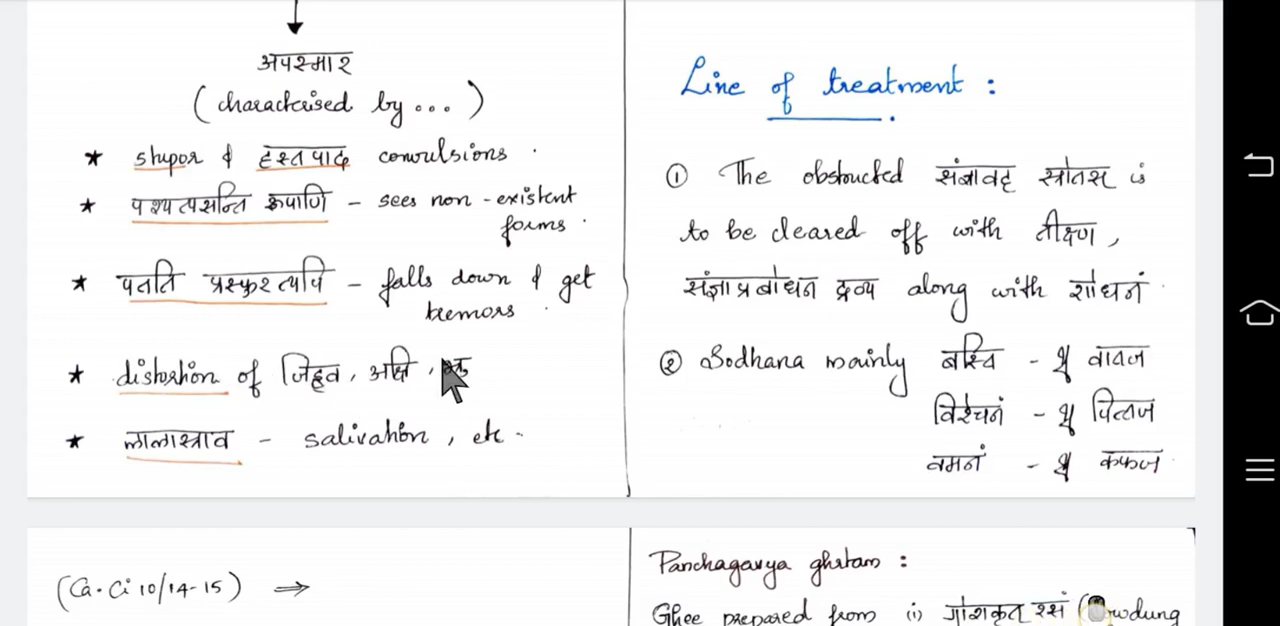 अपस्मार
(characterised by...)
★ stupor & हस्तपाद convulsions.
★ पश्यत्यसन्ति रूपाणि - sees non-existent
forms.
★ पतति प्रस्फुरत्यपि - falls down & get
tremors.
★ distortion of जिह्व, अक्षि,
★ लालास्त्राव - salivation, etc.
(Ca. Ci 10/14-15) ⇒
Line of treatment :
① The obstructed संज्ञावह स्रोतस is
to be cleared off with तीक्ष्ण,
संज्ञा प्रबोधन द्रव्य along with शोधनं.
② Sodhana mainly बस्ति - वातज
विरेचनं - पित्तज
वमनं - कफज
Panchagavya ghrtam :
Ghee prepared from (i) गोशकृत् रसं